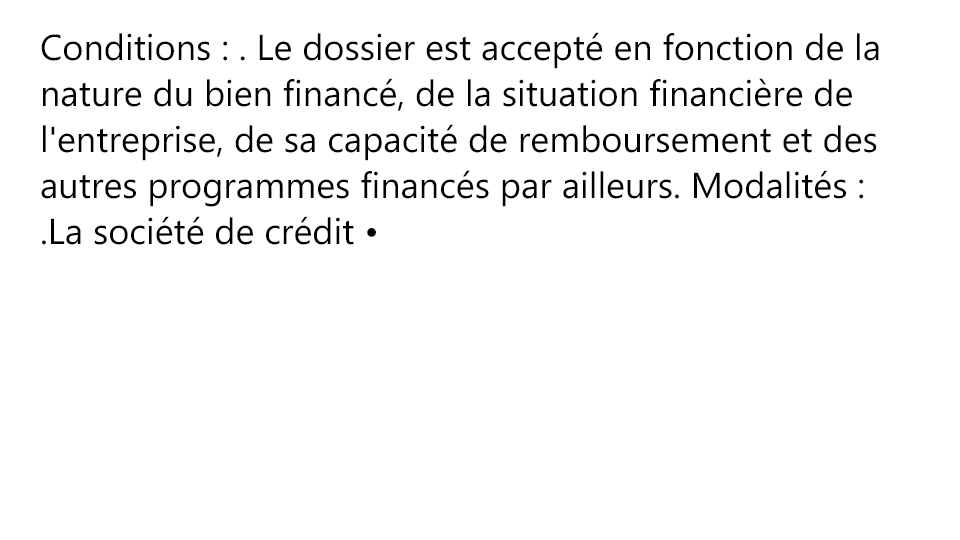 Conditions : . Le dossier est accepté en fonction de la
nature du bien financé, de la situation financière de
l'entreprise, de sa capacité de remboursement et des
autres programmes financés par ailleurs. Modalités :
.La société de crédit •